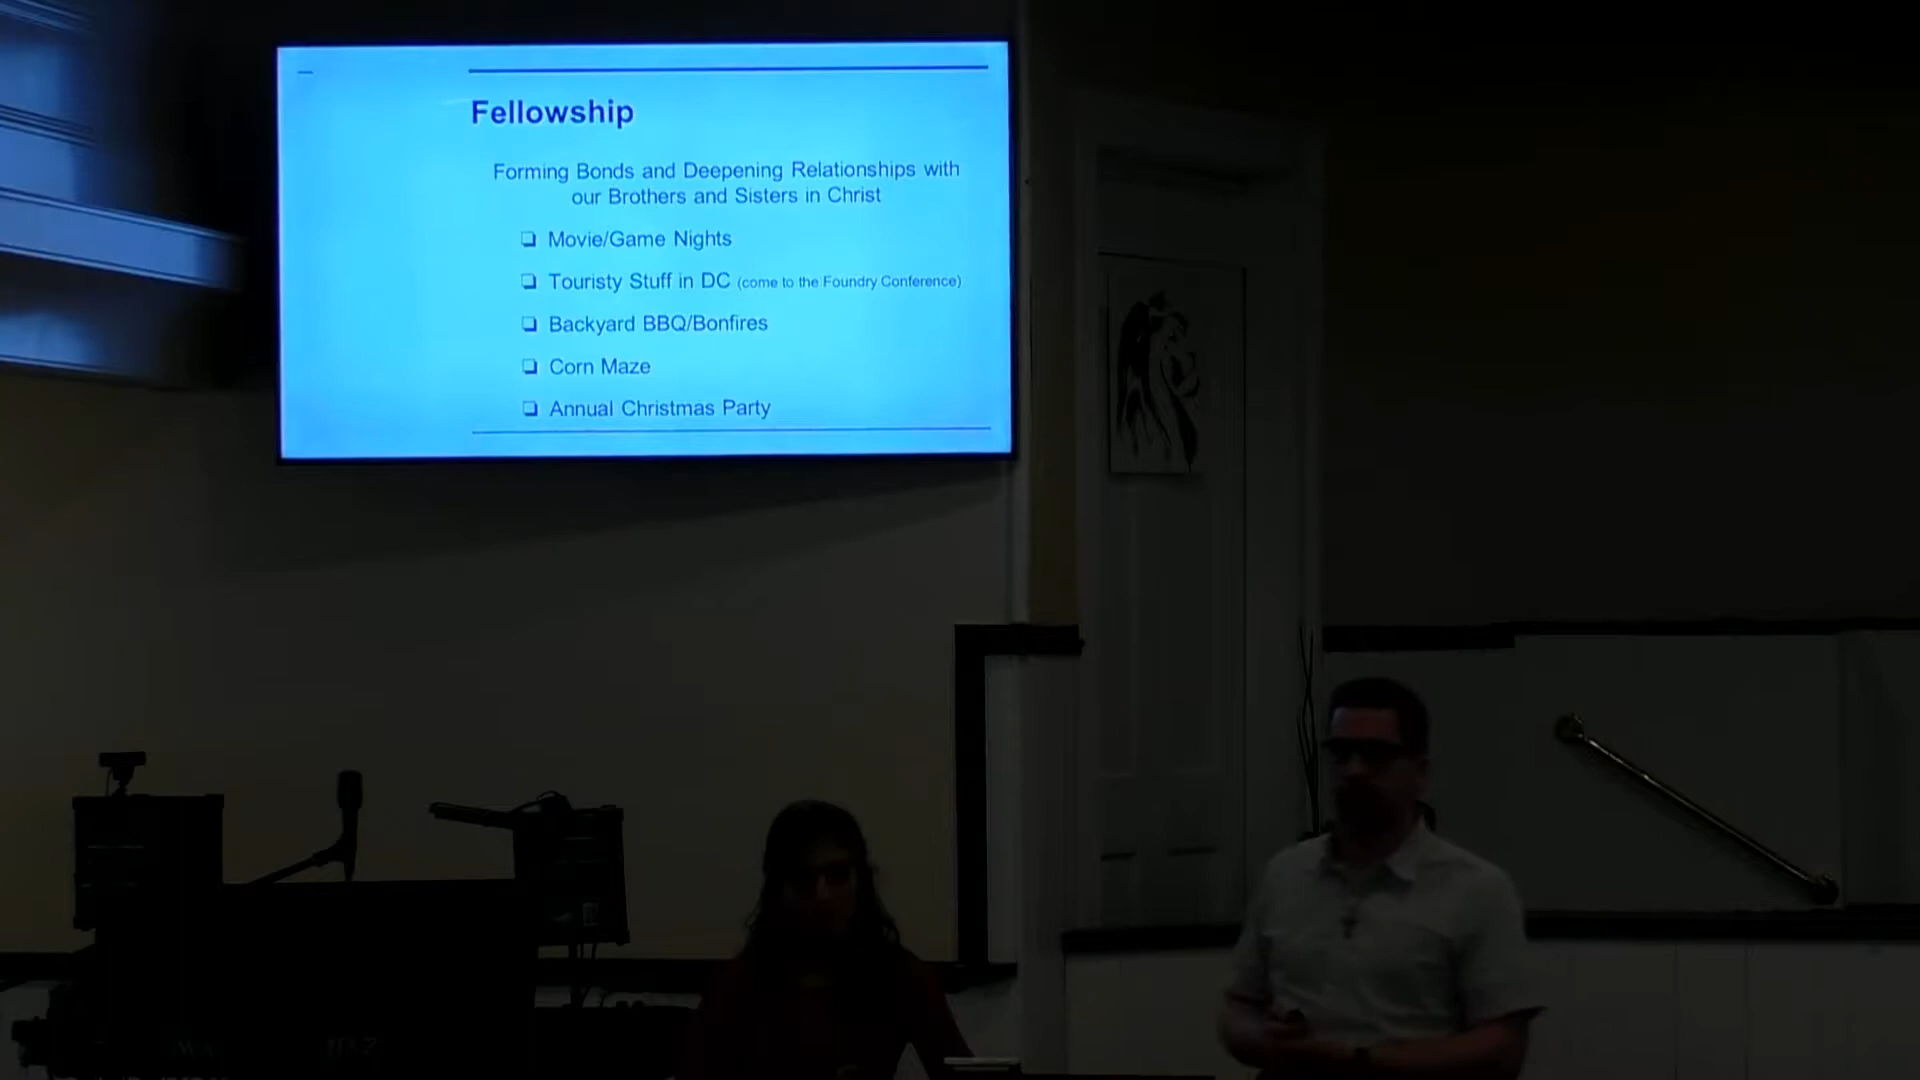 Fellowship
Forming Bonds and Deepening Relationships with
our Brothers and Sisters in Christ
❏ Movie/Game Nights
❏ Touristy Stuff in DC (come to the Foundry Conference)
❏ Backyard BBQ/Bonfires
❏ Corn Maze
❏ Annual Christmas Party